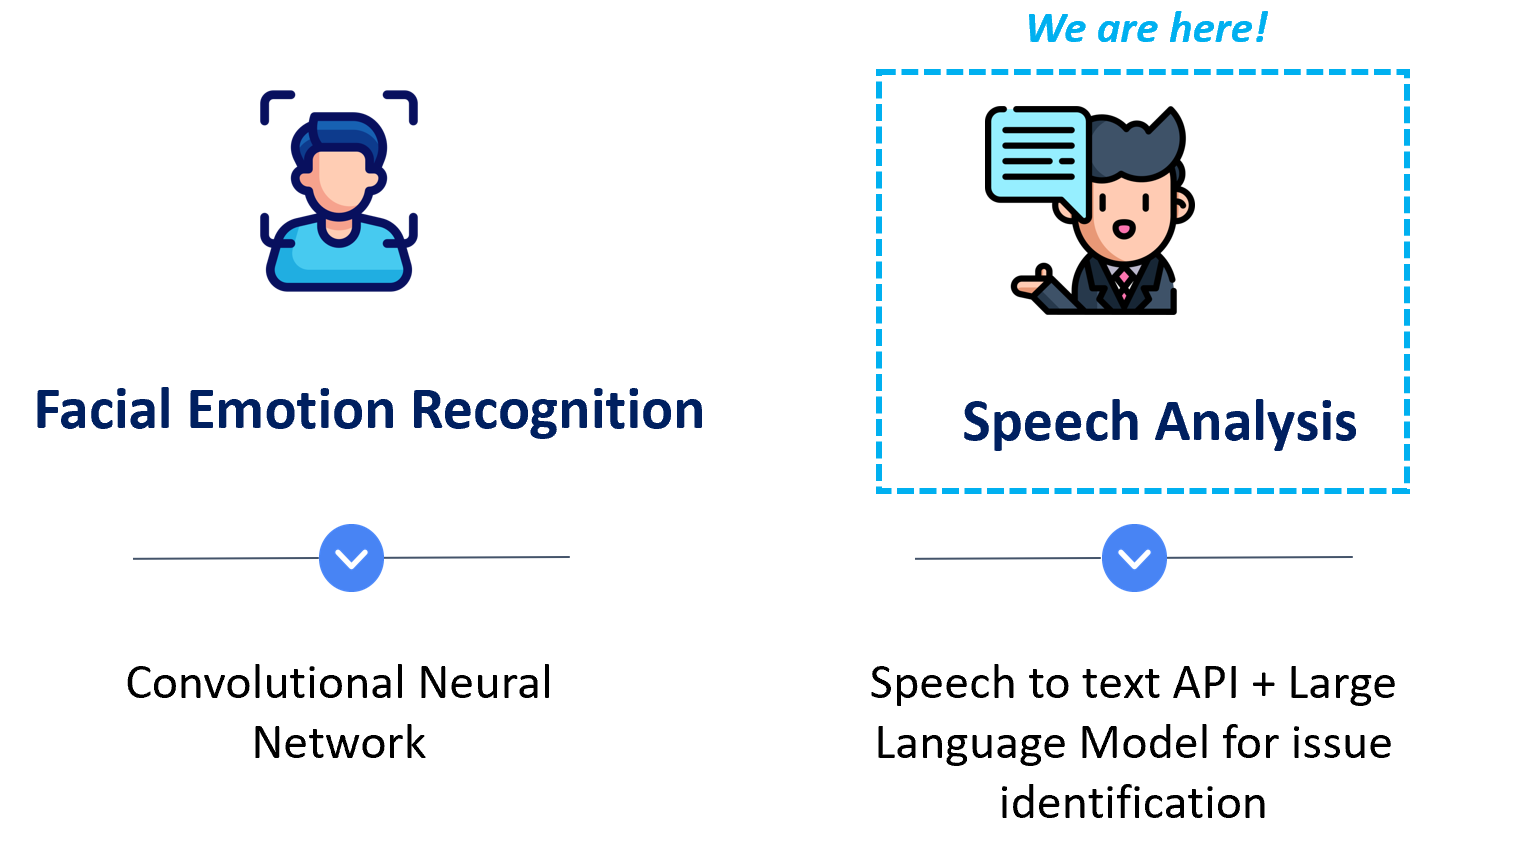 We are here!
Facial Emotion Recognition
Speech Analysis
Convolutional Neural
Network
Speech to text API + Large
Language Model for issue
identification